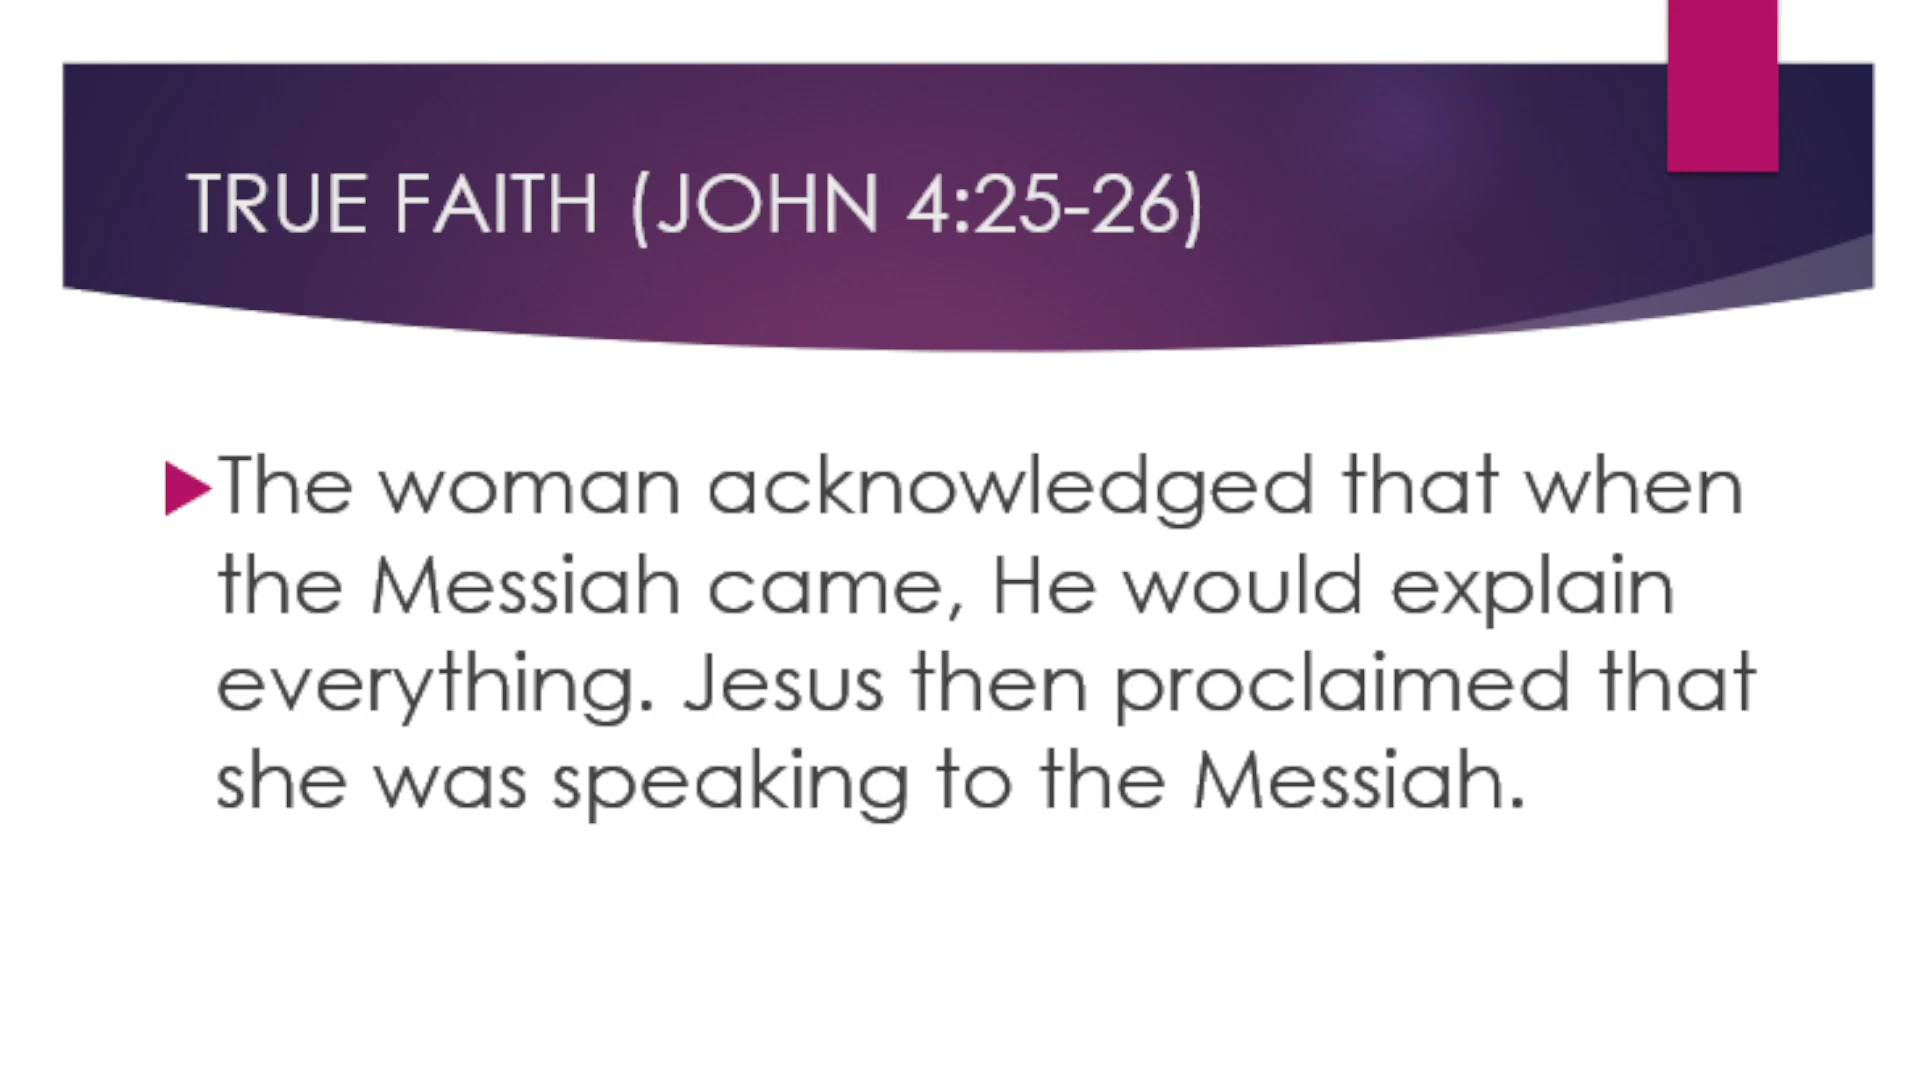 TRUE FAITH (JOHN 4:25-26)
The woman acknowledged that when
the Messiah came, He would explain
everything. Jesus then proclaimed that
she was speaking to the Messiah.